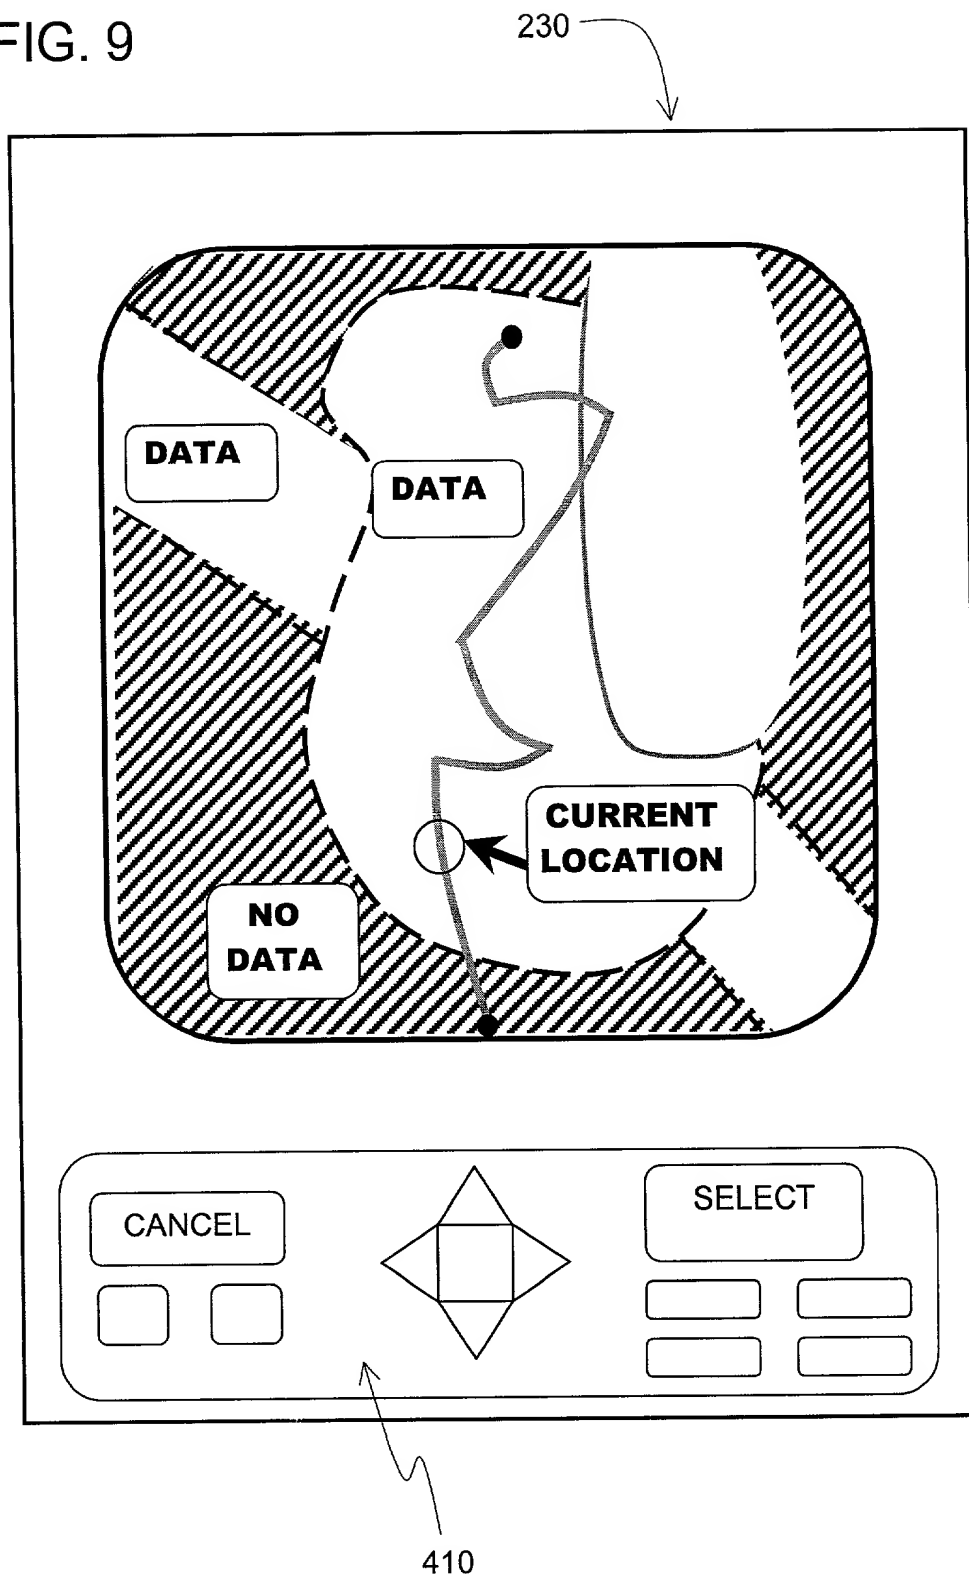 FIG. 9
230
DATA
DATA
CURRENT
LOCATION
NO
DATA
CANCEL
SELECT
410